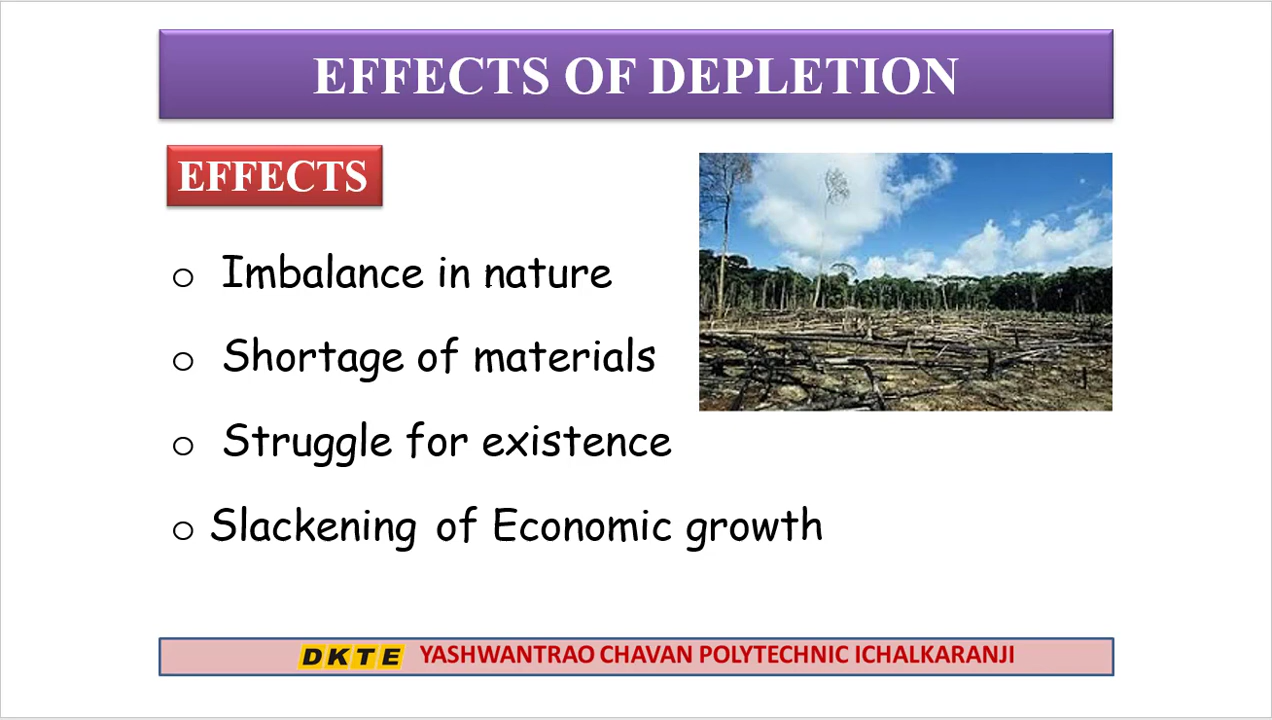 EFFECTS OF DEPLETION
EFFECTS
o Imbalance in nature
o Shortage of materials
o Struggle for existence
o Slackening of Economic growth
DKTE YASHWANTRAO CHAVAN POLYTECHNIC ICHALKARANJI